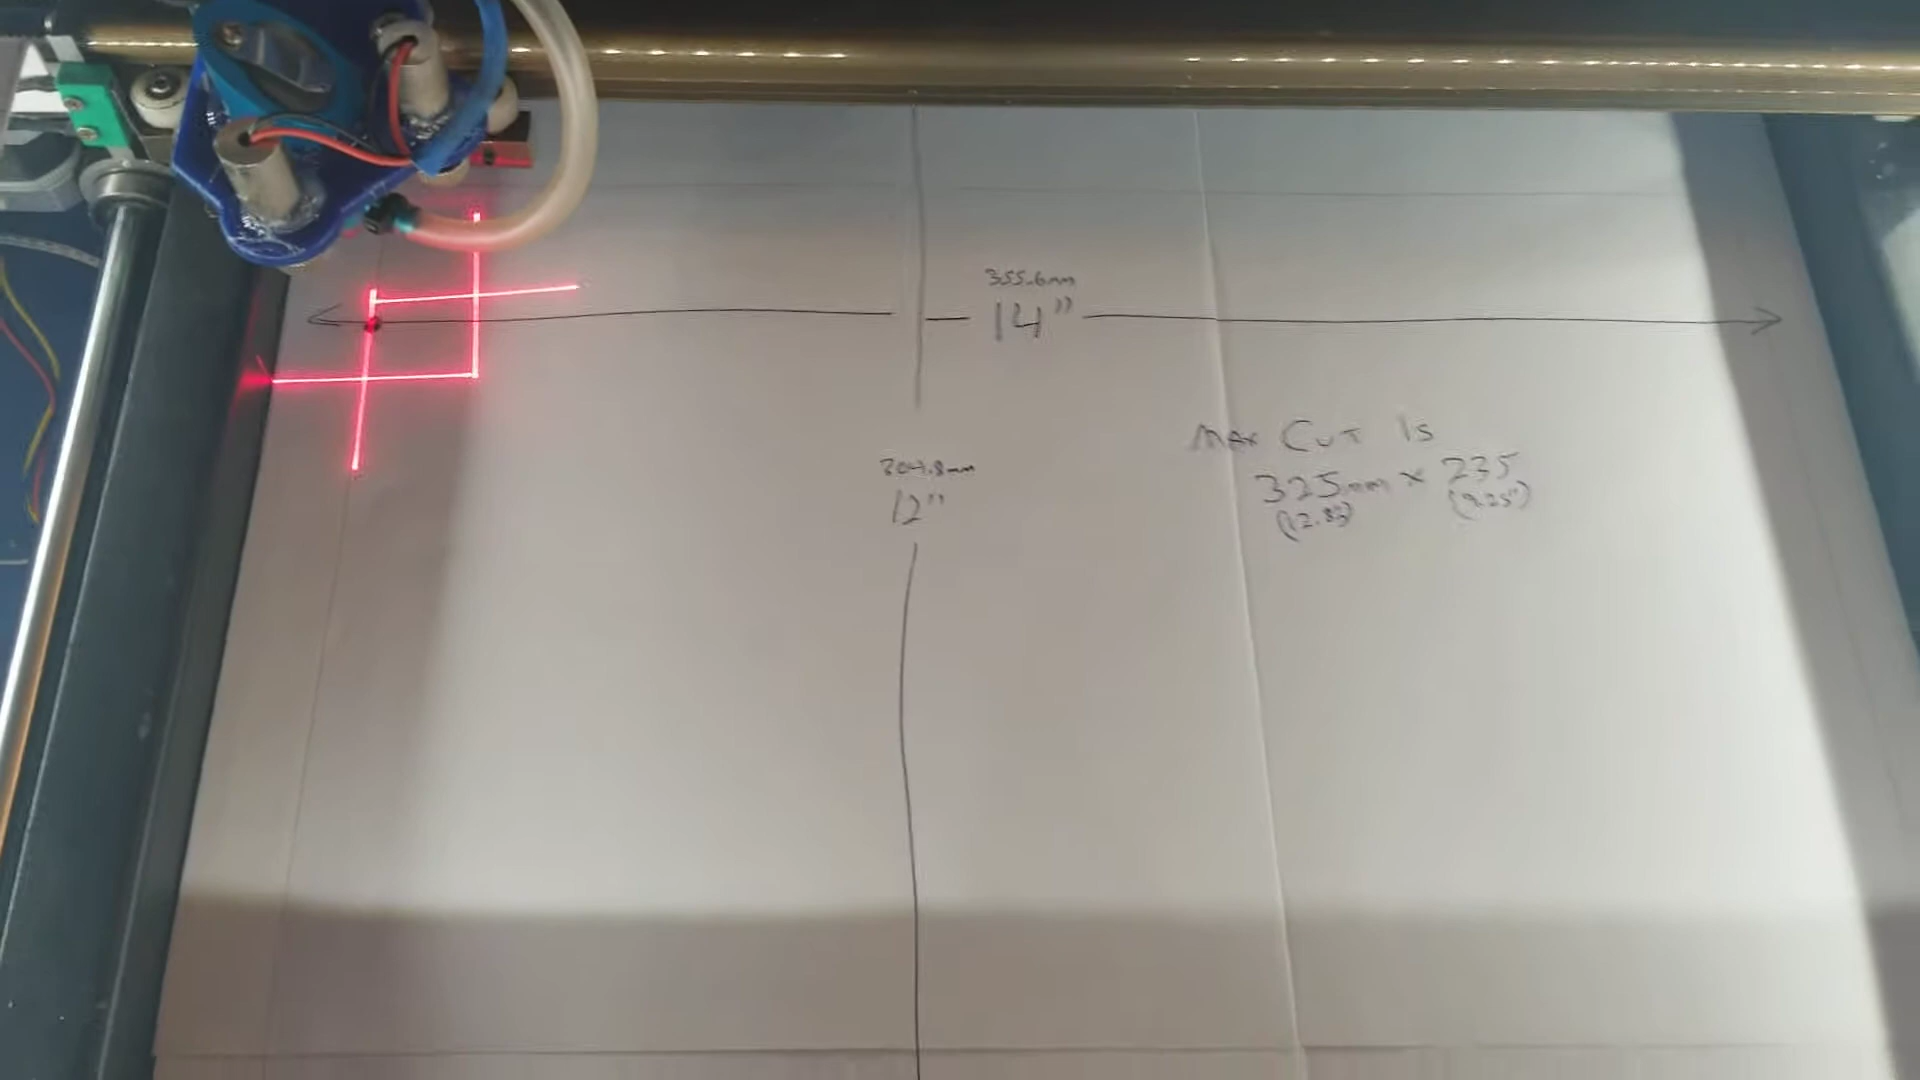 355.6mm
14"
304.8mm
12"
Max Cut Is
325mm x 235
(12.8") (9.25")